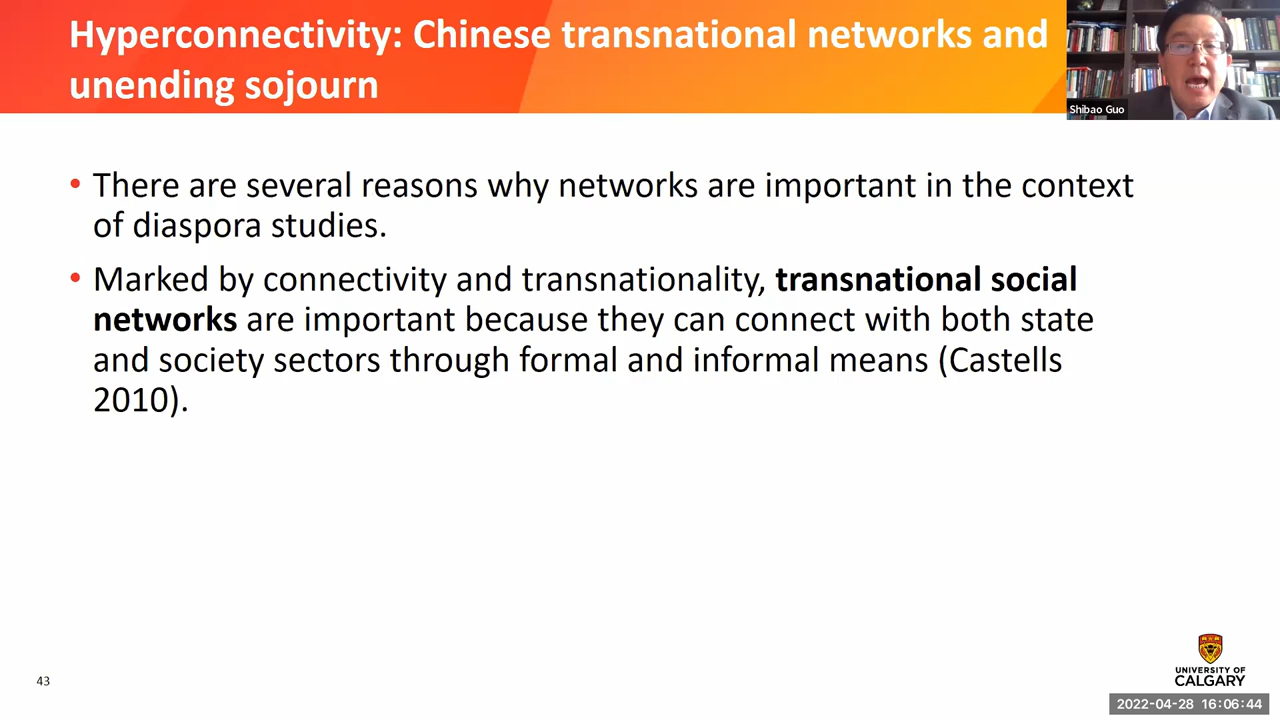 Hyperconnectivity: Chinese transnational networks and
unending sojourn
Shibao Guo
• There are several reasons why networks are important in the context
of diaspora studies.
• Marked by connectivity and transnationality, transnational social
networks are important because they can connect with both state
and society sectors through formal and informal means (Castells
2010).
43
UNIVERSITY OF
CALGARY
2022-04-28 16:06:44